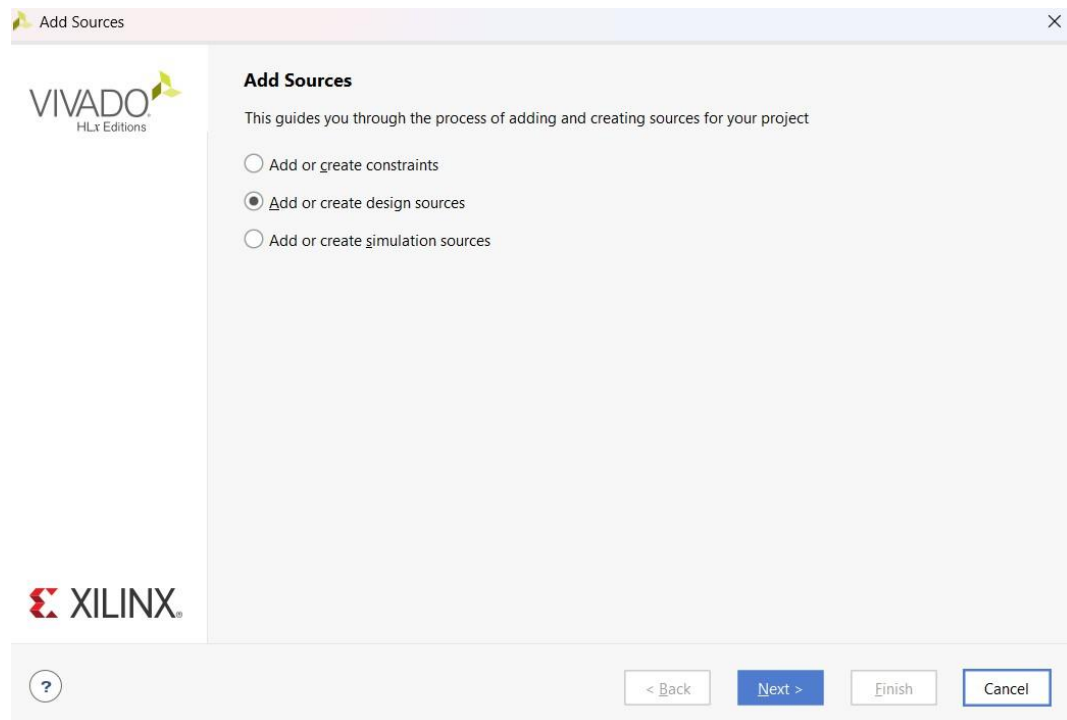 Add Sources
VIVADO.
HLx Editions
Add Sources
This guides you through the process of adding and creating sources for your project
Add or create constraints
Add or create design sources
Add or create simulation sources
XILINX®
?
< Back
Next >
Finish
Cancel